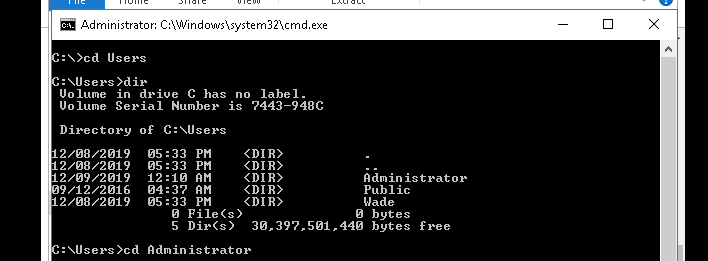 File Home Share View Extract
Administrator: C:\Windows\system32\cmd.exe
C:\>cd Users
C:\Users>dir
Volume in drive C has no label.
Volume Serial Number is 7443-948C
Directory of C:\Users
12/08/2019 05:33 PM <DIR> .
12/08/2019 05:33 PM <DIR> ..
12/09/2019 12:10 AM <DIR> Administrator
09/12/2016 04:37 AM <DIR> Public
12/08/2019 05:33 PM <DIR> Wade
0 File(s) 0 bytes
5 Dir(s) 30,397,501,440 bytes free
C:\Users>cd Administrator